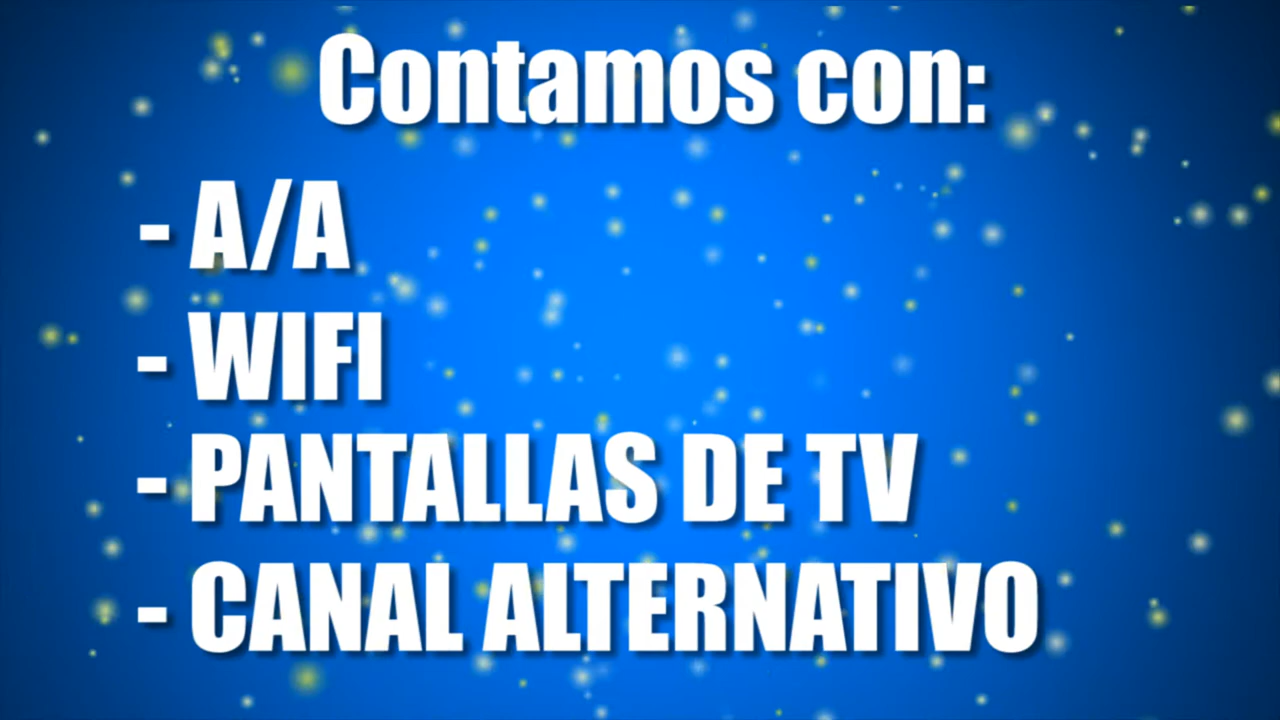 Contamos con:
- A/A
- WIFI
- PANTALLAS DE TV
- CANAL ALTERNATIVO